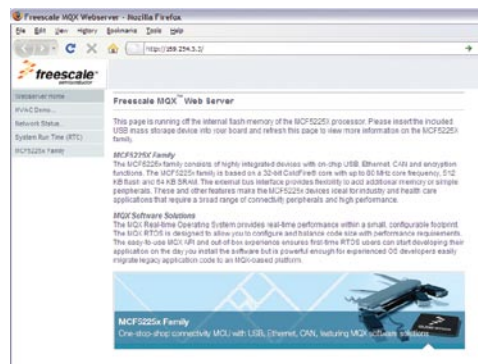 Freescale MQX Webserver - Mozilla Firefox
File Edit View History Bookmarks Tools Help
freescale
semiconductor
Webserver Home
HVAC Demo...
Network Status...
System Run Time (RTC)
MCF5225x Family
Freescale MQX™ Web Server
This page is running off the internal flash memory of the MCF5225x processor. Please insert the included
USB mass storage device into your board and refresh this page to view more information on the MCF5225x
family.
MCF5225X Family
The MCF5225x family consists of highly integrated devices with on-chip USB, Ethernet, CAN and encryption
functions. The MCF5225x family is based on a 32-bit ColdFire® core with up to 80 MHz core frequency, 512
KB flash and 64 KB SRAM. The external bus interface provides flexibility to add additional memory or simple
peripherals. These and other features make the MCF5225x devices ideal for industry and health care
applications that require a broad range of connectivity peripherals and high performance.
MQX Software Solutions
The MQX Real-time Operating System provides real-time performance within a small, configurable footprint.
The MQX RTOS is designed to allow you to configure and balance code size with performance requirements.
The easy-to-use MQX API and out-of-box experience ensures first-time RTOS users can start developing their
application on the day you install the software but is powerful enough for experienced OS developers easily
migrate legacy application code to an MQX-based platform.
MCF5225x Family
One-stop-shop connectivity MCU with USB, Ethernet, CAN, featuring MQX software solutions